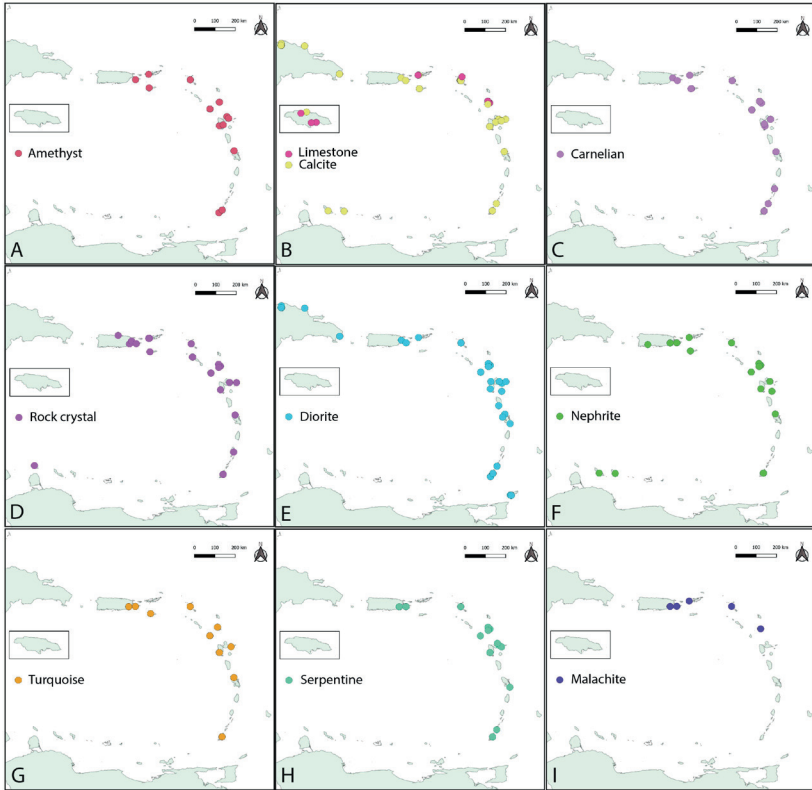 0 100 200 km
N
Amethyst
A
0 100 200 km
N
Limestone
Calcite
B
0 100 200 km
N
Carnelian
C
0 100 200 km
N
Rock crystal
D
0 100 200 km
N
Diorite
E
0 100 200 km
N
Nephrite
F
0 100 200 km
N
Turquoise
G
0 100 200 km
N
Serpentine
H
0 100 200 km
N
Malachite
I